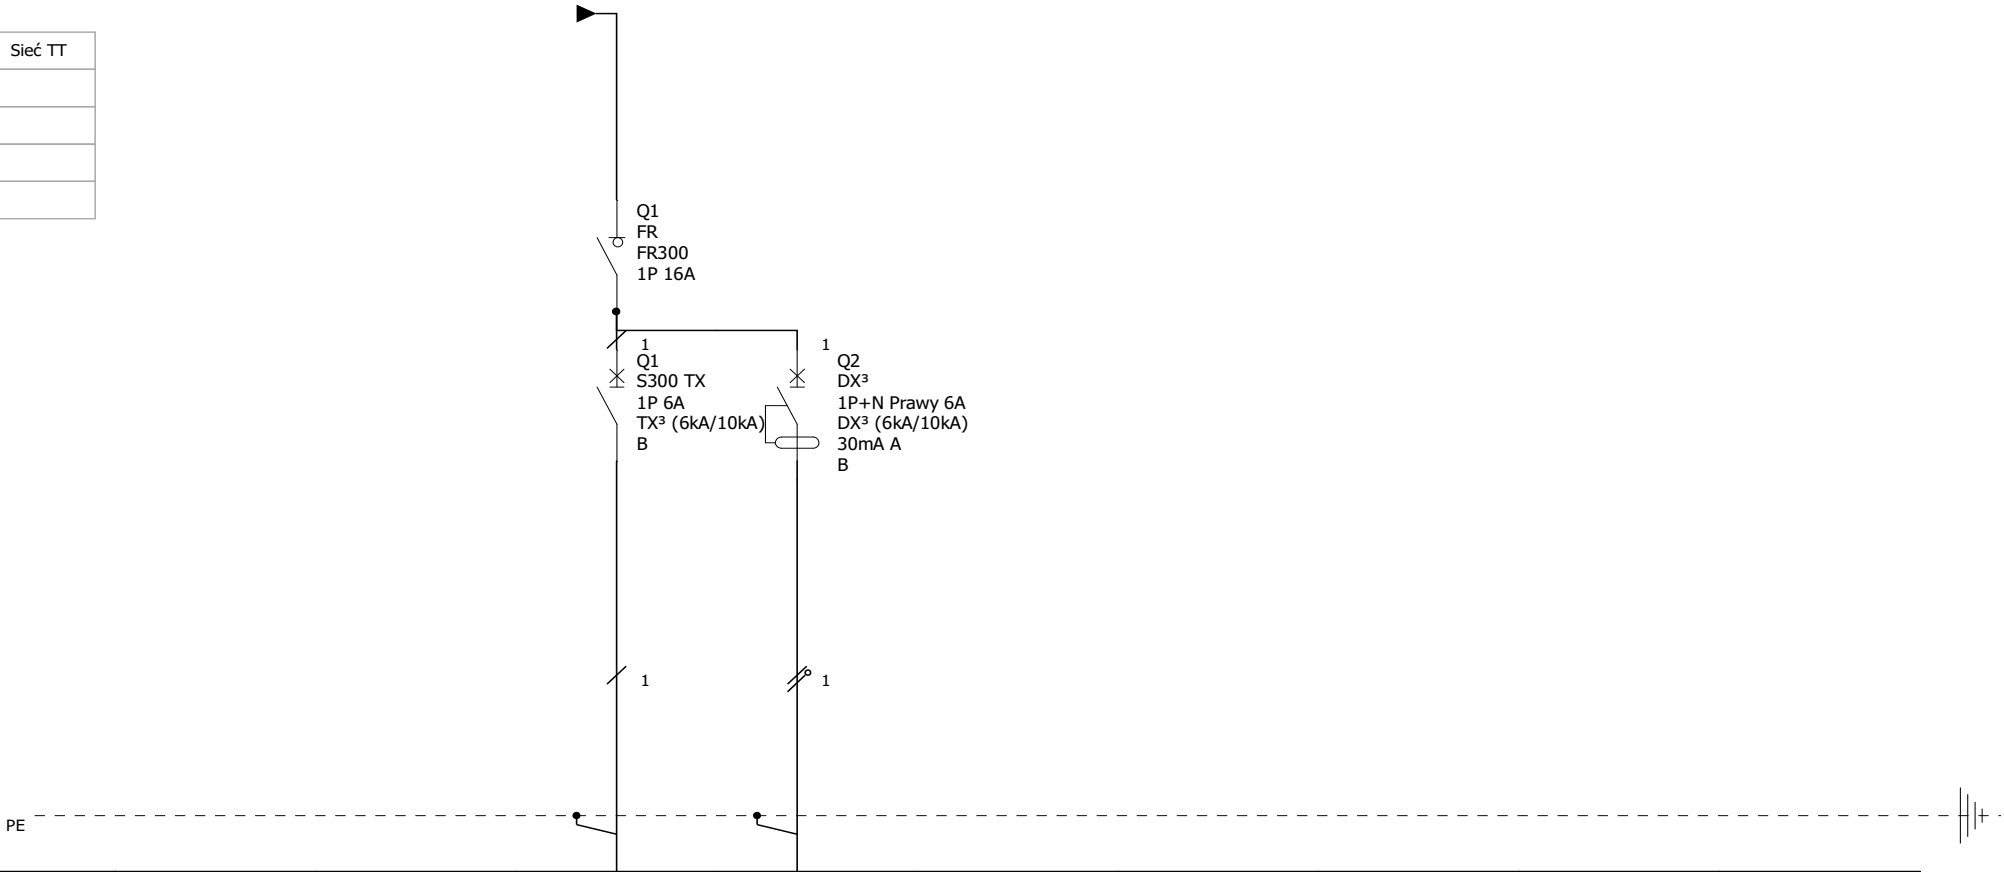 Sieć TT
Q1
FR
FR300
1P 16A
1
Q1
S300 TX
1P 6A
TX³ (6kA/10kA)
B
1
Q2
DX³
1P+N Prawy 6A
DX³ (6kA/10kA)
30mA A
B
1
1
PE